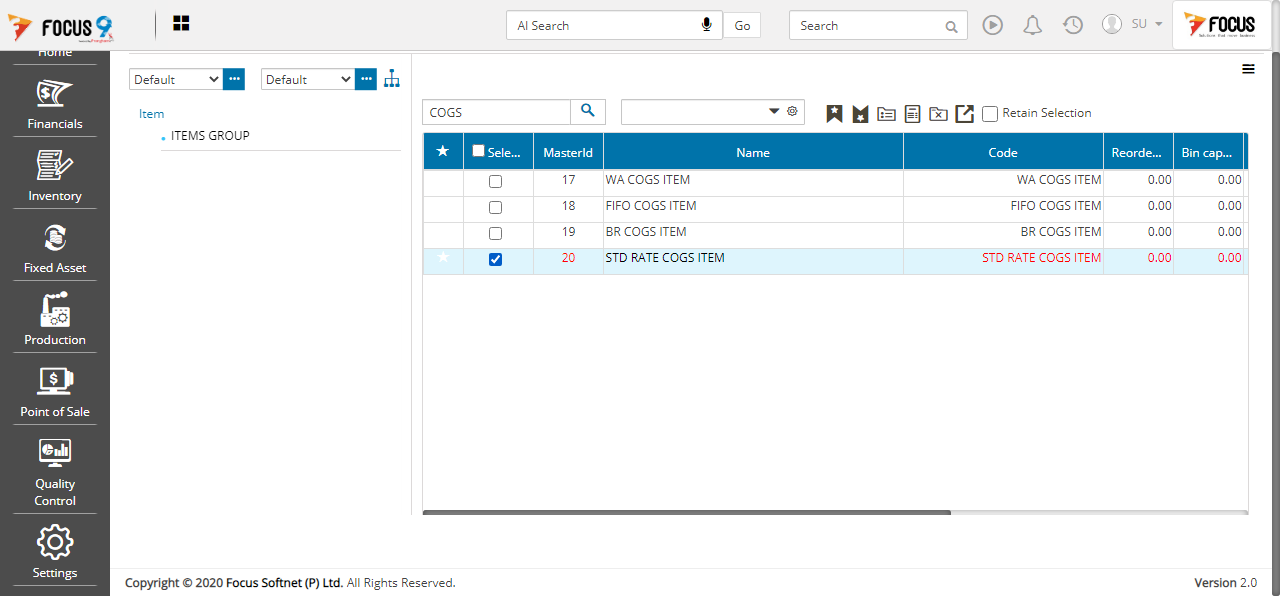 FOCUS 9
AI Search
Go
Search
SU
FOCUS
Home
Financials
Inventory
Fixed Asset
Production
Point of Sale
Quality
Control
Settings
Default
Default
Item
ITEMS GROUP
COGS
Retain Selection
★ Sele... MasterId Name Code Reorde... Bin cap...
17 WA COGS ITEM WA COGS ITEM 0.00 0.00
18 FIFO COGS ITEM FIFO COGS ITEM 0.00 0.00
19 BR COGS ITEM BR COGS ITEM 0.00 0.00
20 STD RATE COGS ITEM STD RATE COGS ITEM 0.00 0.00
Copyright © 2020 Focus Softnet (P) Ltd. All Rights Reserved.
Version 2.0